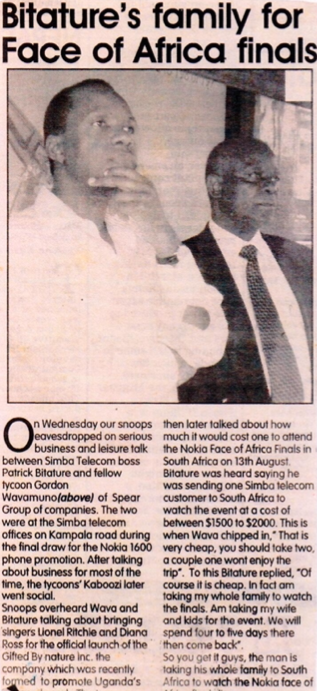 Bitature's family for
Face of Africa finals
On Wednesday our snoops
eavesdropped on serious
business and leisure talk
between Simba Telecom boss
Patrick Bitature and fellow
tycoon Gordon
Wavamuno(above) of Spear
Group of companies. The two
were at the Simba telecom
offices on Kampala road during
the final draw for the Nokia 1600
phone promotion. After talking
about business for most of the
time, the tycoons' Kaboozi later
went social.
Snoops overheard Wava and
Bitature talking about bringing
singers Lionel Ritchie and Diana
Ross for the official launch of the
Gifted By nature inc. the
company which was recently
formed to promote Uganda's
then later talked about how
much it would cost one to attend
the Nokia Face of Africa Finals in
South Africa on 13th August.
Bitature was heard saying he
was sending one Simba telecom
customer to South Africa to
watch the event at a cost of
between $1500 to $2000. This is
when Wava chipped in," That is
very cheap, you should take two,
a couple one wont enjoy the
trip". To this Bitature replied, "Of
course it is cheap. In fact am
taking my whole family to watch
the finals. Am taking my wife
and kids for the event. We will
spend four to five days there
then come back".
So you get it guys, the man is
taking his whole family to South
Africa to watch the Nokia face of